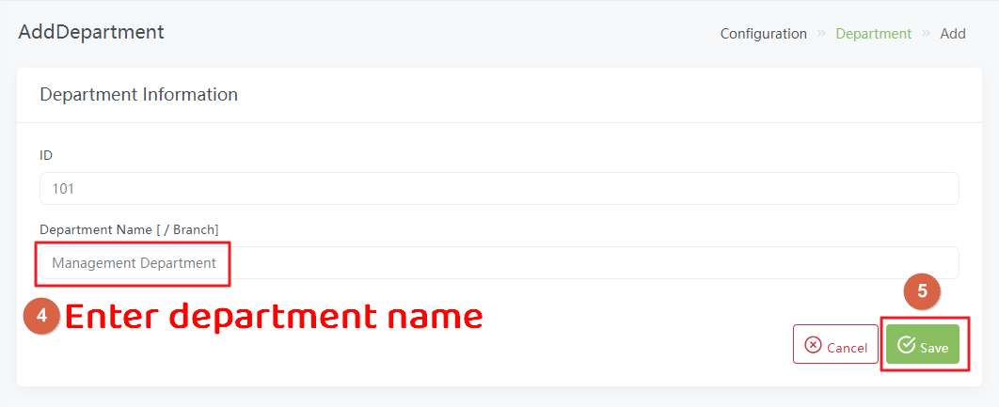 AddDepartment
Configuration » Department » Add
Department Information
ID
101
Department Name [ / Branch]
Management Department
4 Enter department name
5
Cancel
Save